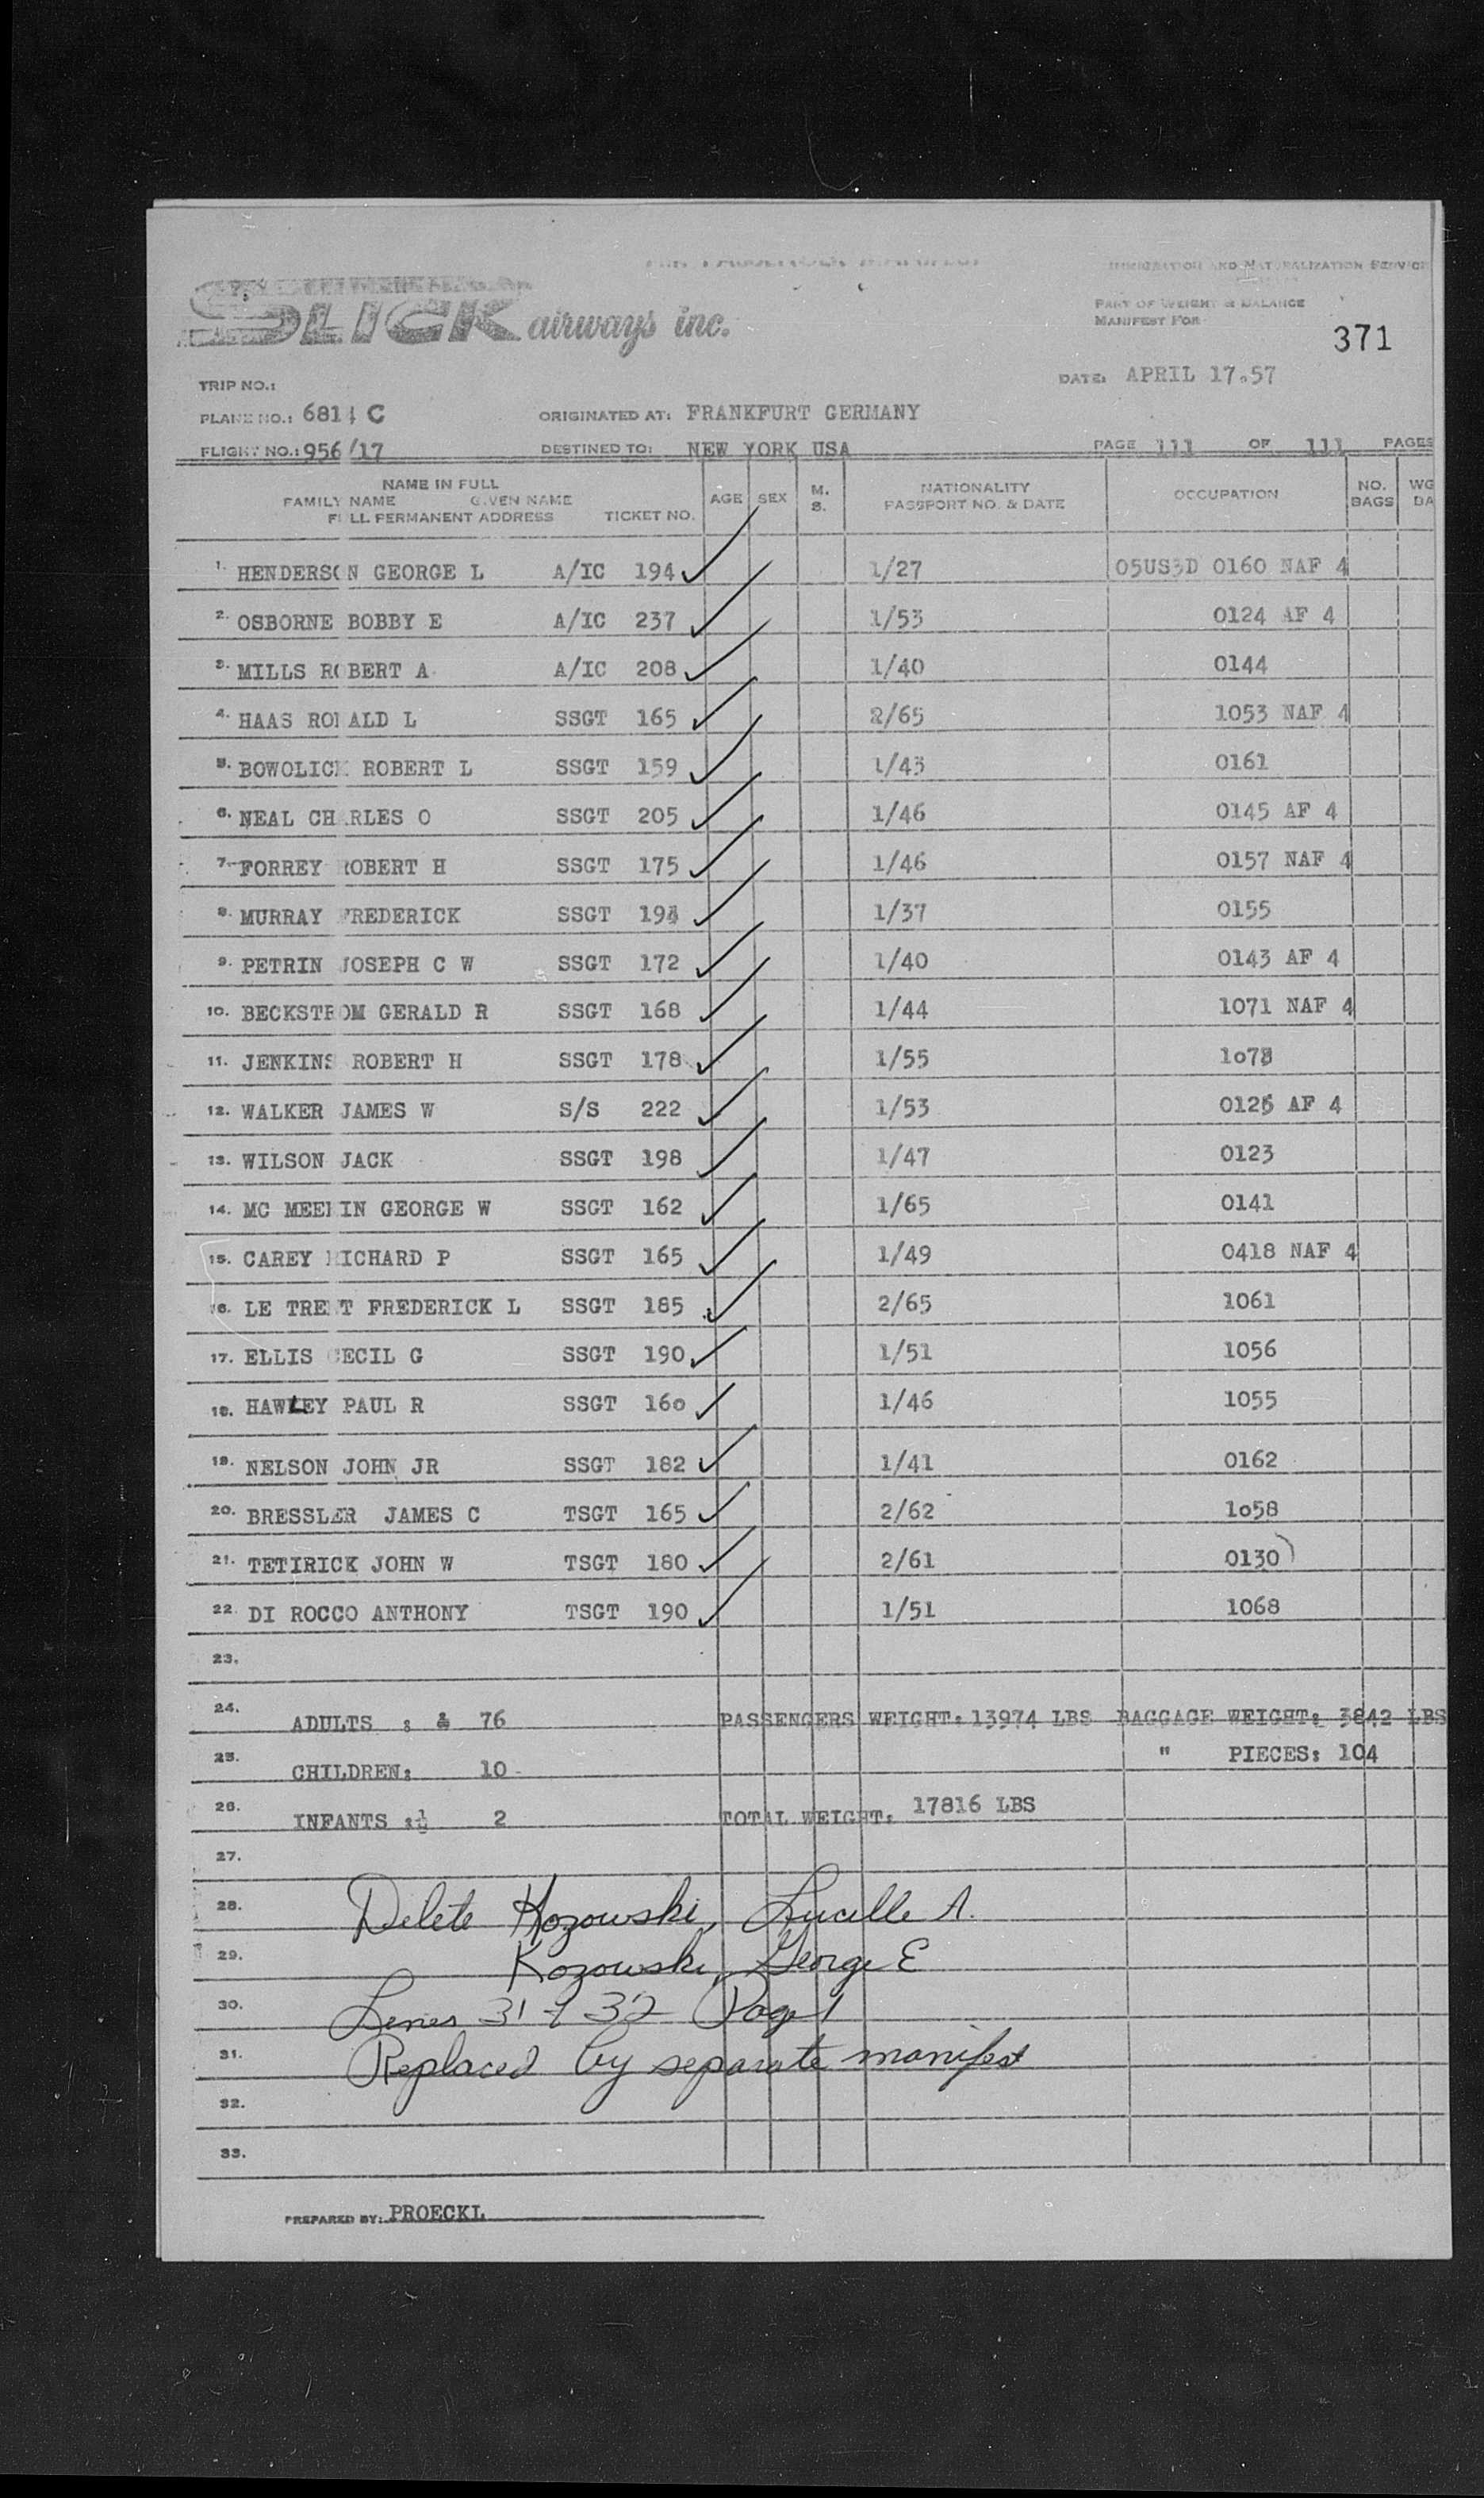 AIR PASSENGER MANIFEST
IMMIGRATION AND NATURALIZATION SERVICE
SLICK airways inc.
PART OF WEIGHT & BALANCE
MANIFEST FOR
371
TRIP NO.:
DATE: APRIL 17.57
PLANE NO.: 6814 C ORIGINATED AT: FRANKFURT GERMANY
FLIGHT NO.: 956/17 DESTINED TO: NEW YORK USA PAGE 111 OF 111 PAGES
NAME IN FULL
FAMILY NAME GIVEN NAME
FULL PERMANENT ADDRESS TICKET NO. AGE SEX M. S. NATIONALITY PASSPORT NO. & DATE OCCUPATION NO. BAGS WG DA
1. HENDERSON GEORGE L A/IC 194 1/27 05US3D 0160 NAF 4
2. OSBORNE BOBBY E A/IC 237 1/53 0124 AF 4
3. MILLS ROBERT A A/IC 208 1/40 0144
4. HAAS RONALD L SSGT 165 2/65 1053 NAF 4
5. BOWOLICK ROBERT L SSGT 159 1/43 0161
6. NEAL CHARLES O SSGT 205 1/46 0145 AF 4
7. FORREY ROBERT H SSGT 175 1/46 0157 NAF 4
8. MURRAY FREDERICK SSGT 1/37 0155
9. PETRIN JOSEPH C W SSGT 172 1/40 0143 AF 4
10. BECKSTROM GERALD R SSGT 168 1/44 1071 NAF 4
11. JENKINS ROBERT H SSGT 178 1/55
12. WALKER JAMES W S/S 222 1/53 0125 AF 4
13. WILSON JACK SSGT 198 1/47 0123
14. MC MEEKIN GEORGE W SSGT 162 1/65 0141
15. CAREY RICHARD P SSGT 165 1/49 0418 NAF 4
16. LE TRENT FREDERICK L SSGT 185 2/65 1061
17. ELLIS CECIL G SSGT 190 1/51 1056
18. HAWLEY PAUL R SSGT 16o 1/46 1055
19. NELSON JOHN JR SSGT 182 1/41 0162
20. BRESSLER JAMES C TSGT 165 2/62 1o58
21. TETIRICK JOHN W TSGT 180 2/61 0130
22. DI ROCCO ANTHONY TSGT 190 1/51 1068
23.
24. ADULTS : 76 PASSENGERS WEIGHT: 13974 LBS BAGGAGE WEIGHT: 3842 LBS
25. CHILDREN: 10 " PIECES: 104
26. INFANTS : 2 TOTAL WEIGHT: 17816 LBS
27.
28. Delete Kozowski, Lucille A.
29. Kozowski, George E
30. Lines 31 & 32 Page 1
31. Replaced by separate manifest
32.
33.
PREPARED BY: PROECKL